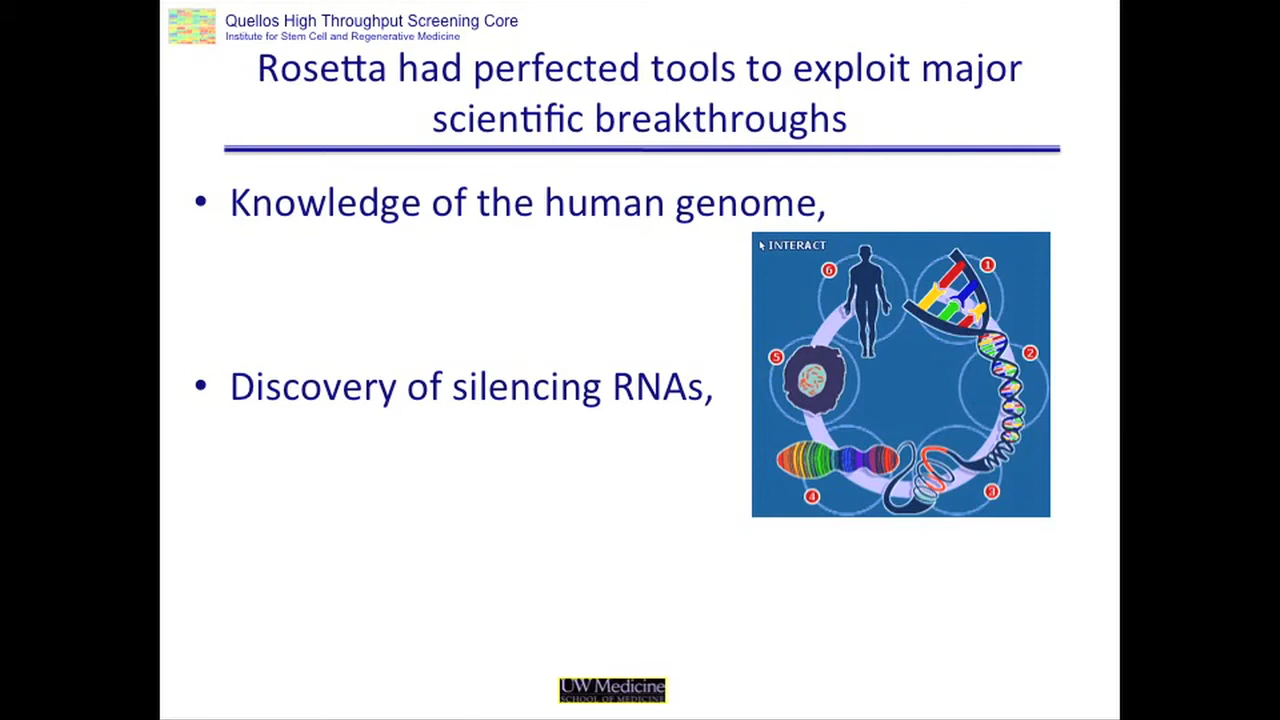 Quellos High Throughput Screening Core
Institute for Stem Cell and Regenerative Medicine
Rosetta had perfected tools to exploit major
scientific breakthroughs
• Knowledge of the human genome,
INTERACT
6
1
2
5
• Discovery of silencing RNAs,
4
3
UW Medicine
SCHOOL OF MEDICINE